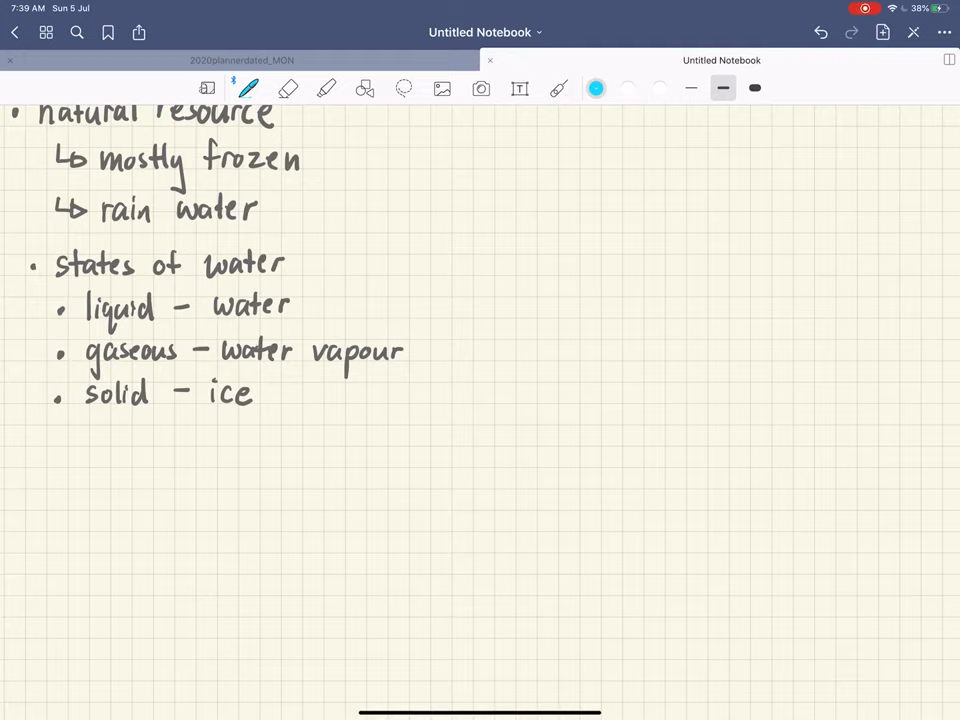 7:39 AM Sun 5 Jul
38%
Untitled Notebook
2020plannerdated_MON
Untitled Notebook
• natural resource
↳ mostly frozen
↳ rain water
• states of water
• liquid - water
• gaseous - water vapour
• solid - ice